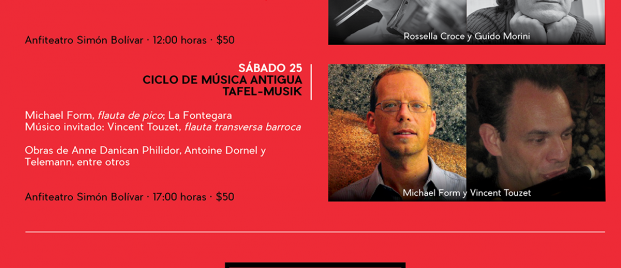 Rossella Croce y Guido Morini
Anfiteatro Simón Bolívar · 12:00 horas · $50
SÁBADO 25
CICLO DE MÚSICA ANTIGUA
TAFEL-MUSIK
Michael Form, flauta de pico; La Fontegara
Músico invitado: Vincent Touzet, flauta transversa barroca
Obras de Anne Danican Philidor, Antoine Dornel y
Telemann, entre otros
Anfiteatro Simón Bolívar · 17:00 horas · $50
Michael Form y Vincent Touzet